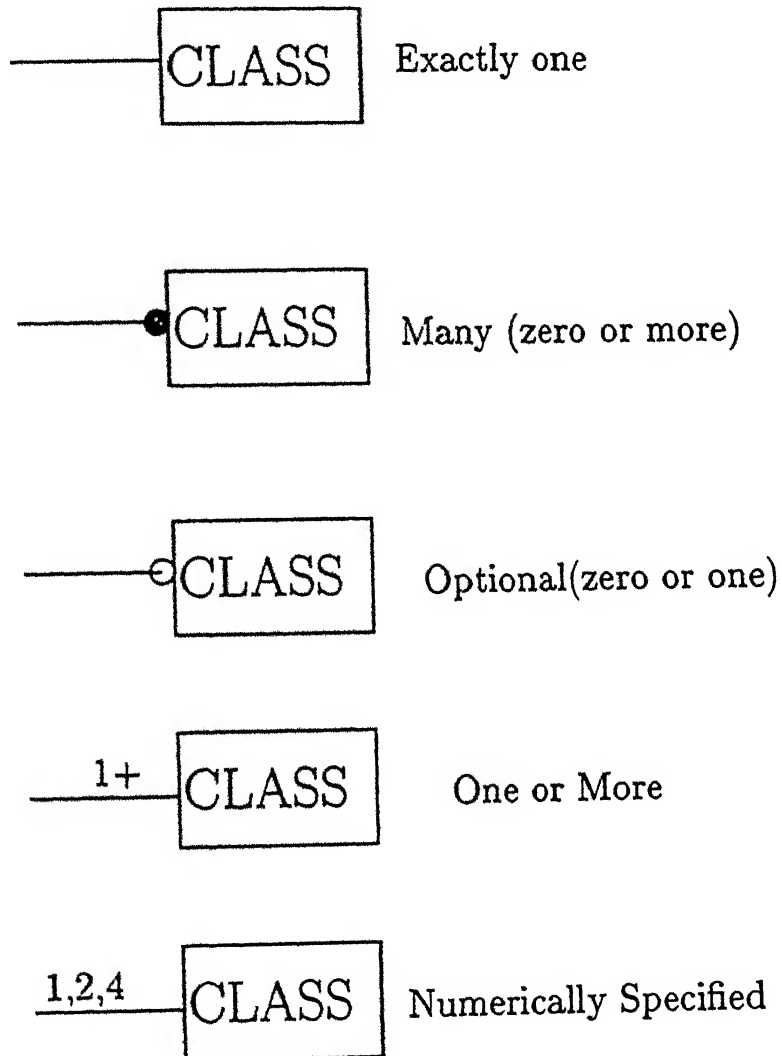 CLASS Exactly one
CLASS Many (zero or more)
CLASS Optional(zero or one)
1+ CLASS One or More
1,2,4 CLASS Numerically Specified